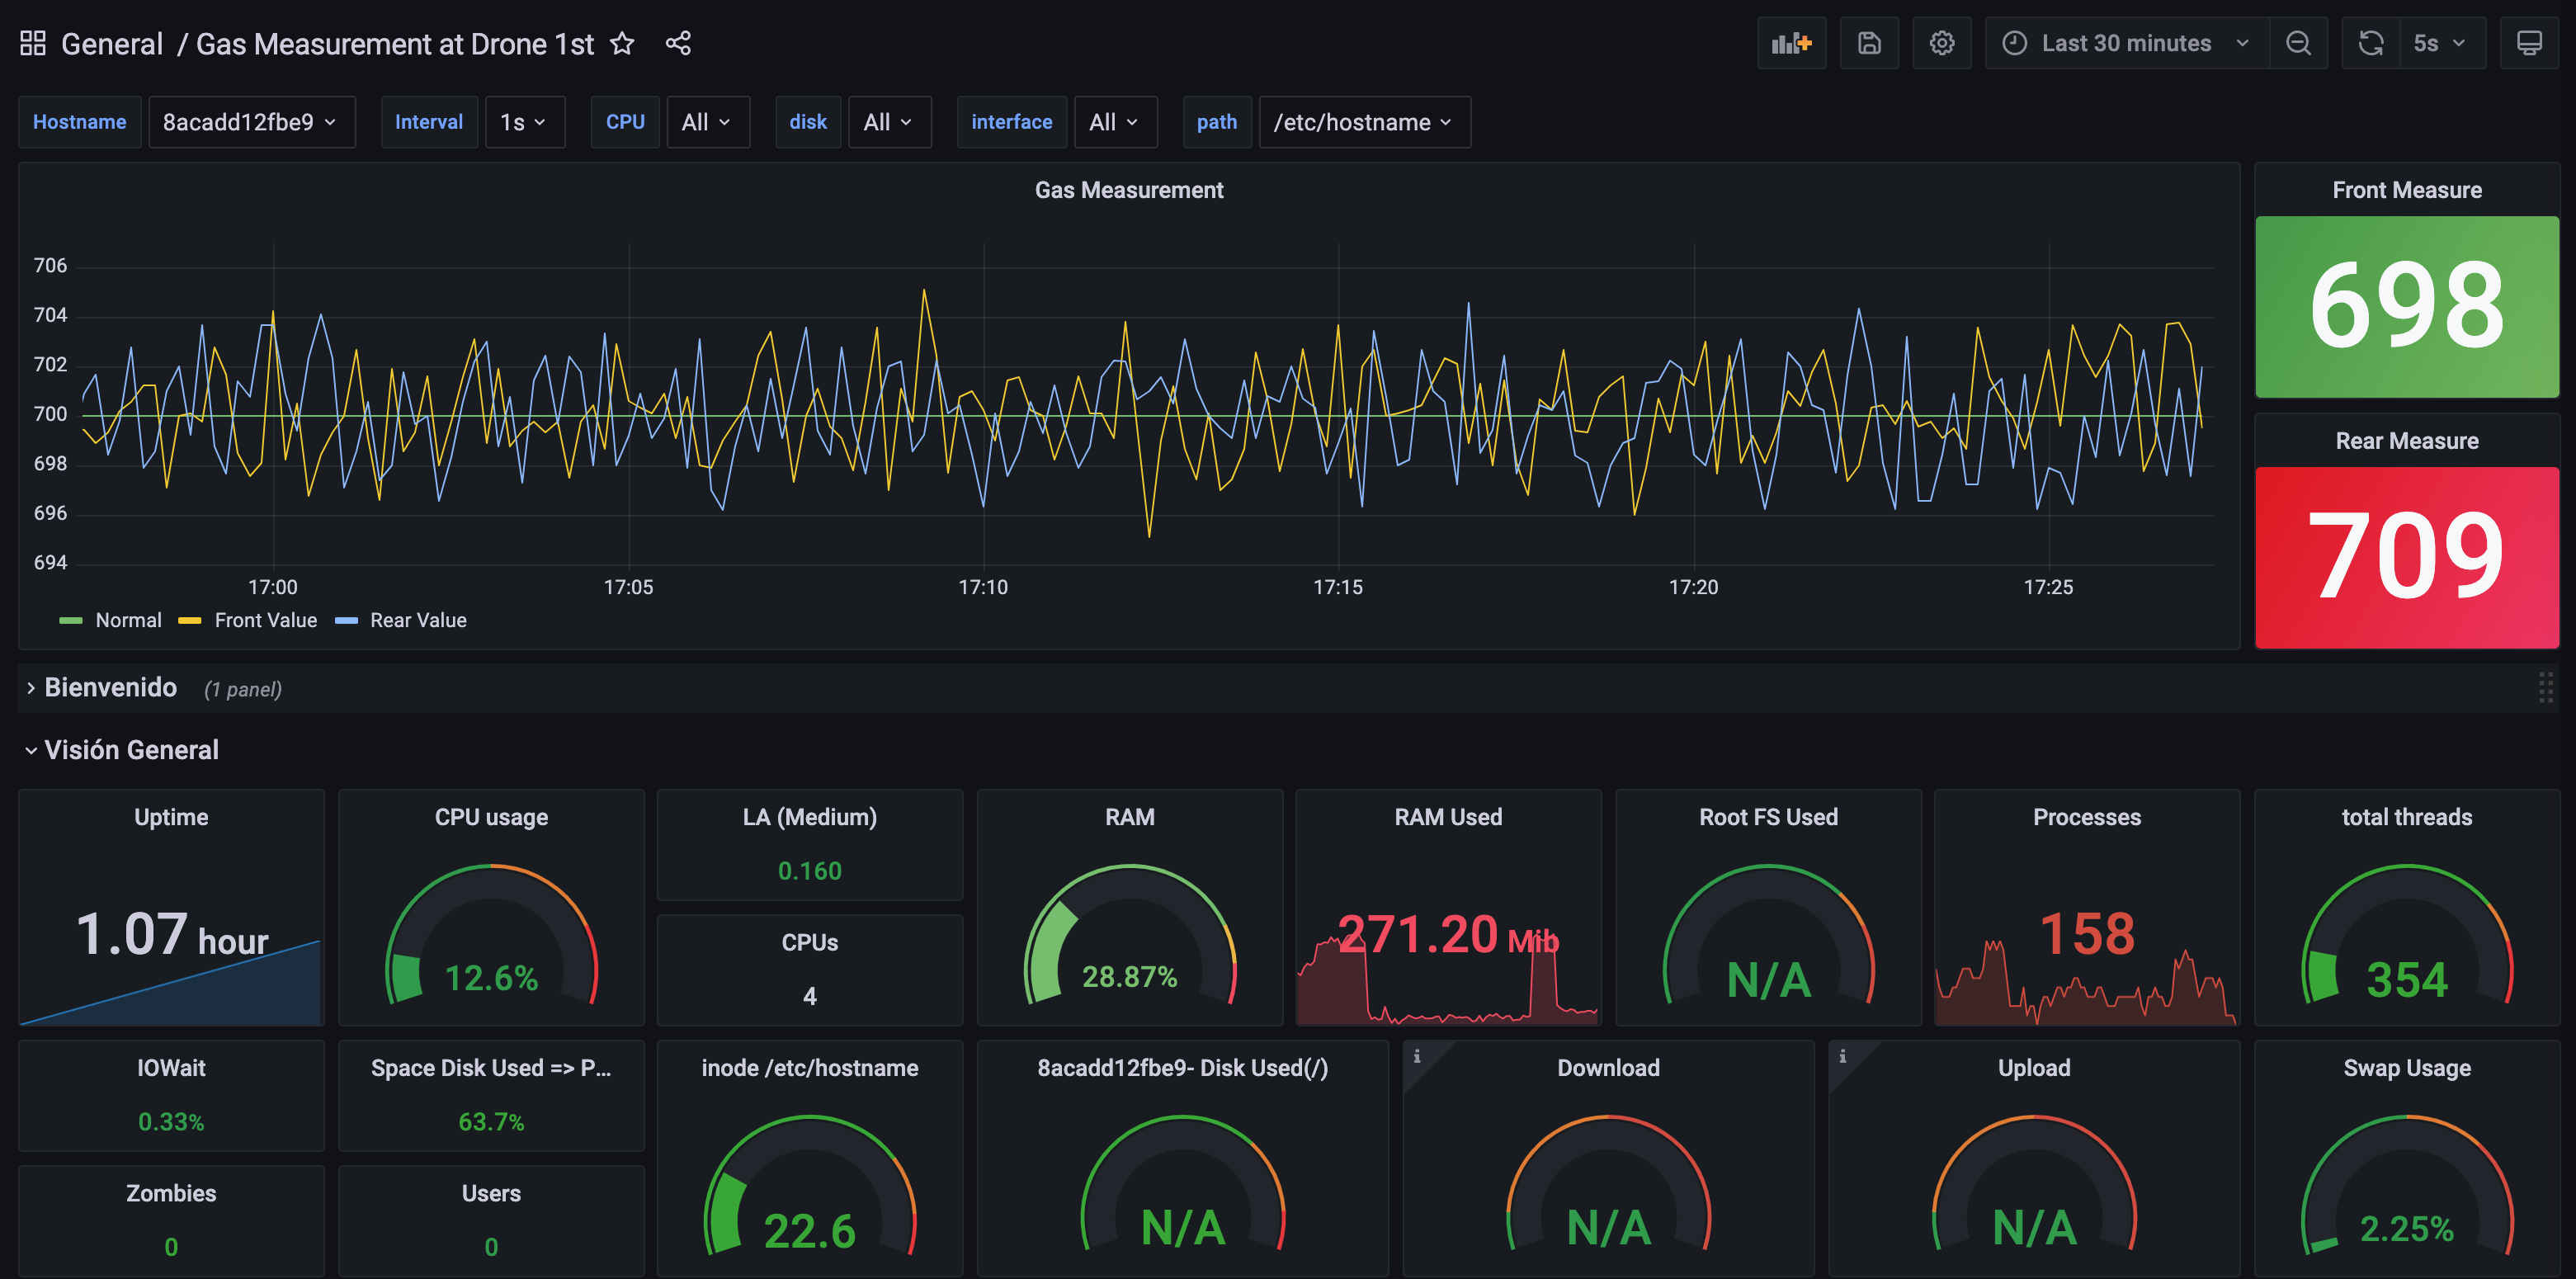 General / Gas Measurement at Drone 1st
Last 30 minutes
5s
Hostname 8acadd12fbe9 Interval 1s CPU All disk All interface All path /etc/hostname
Gas Measurement
706
704
702
700
698
696
694
17:00 17:05 17:10 17:15 17:20 17:25
Normal Front Value Rear Value
Front Measure
698
Rear Measure
709
Bienvenido (1 panel)
Visión General
Uptime
1.07 hour
CPU usage
12.6%
LA (Medium)
0.160
CPUs
4
RAM
28.87%
RAM Used
271.20 Mib
Root FS Used
N/A
Processes
158
total threads
354
IOWait
0.33%
Space Disk Used => P...
63.7%
Zombies
0
Users
0
inode /etc/hostname
22.6
8acadd12fbe9- Disk Used(/)
N/A
i
Download
N/A
i
Upload
N/A
Swap Usage
2.25%